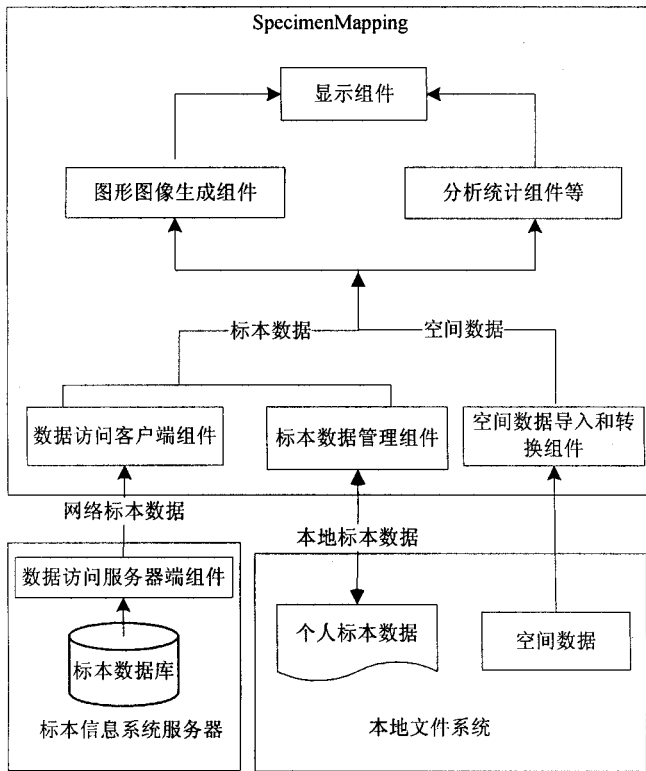 SpecimenMapping
显示组件
图形图像生成组件
分析统计组件等
标本数据
空间数据
数据访问客户端组件
标本数据管理组件
空间数据导入和转
换组件
网络标本数据
本地标本数据
数据访问服务器端组件
个人标本数据
空间数据
标本数据库
标本信息系统服务器
本地文件系统